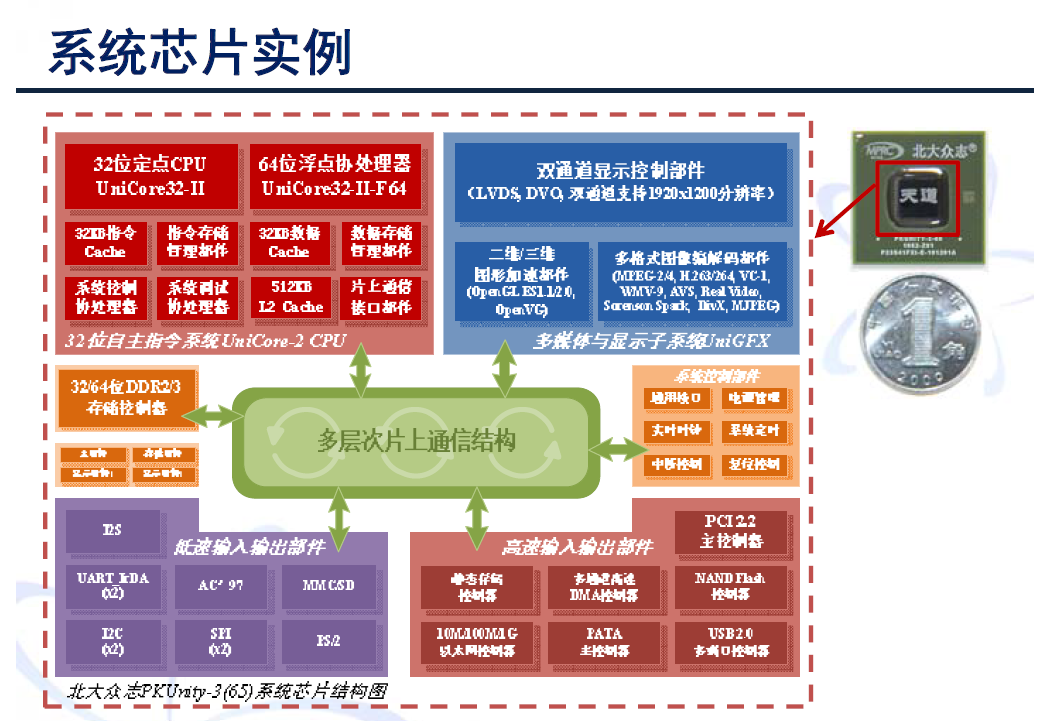 系统芯片实例
32位定点CPU
UniCore32-II
64位浮点协处理器
UniCore32-II-F64
32KB指令
Cache
指令存储
管理部件
32KB数据
Cache
数据存储
管理部件
系统控制
协处理器
系统调试
协处理器
512KB
L2 Cache
片上通信
接口部件
32位自主指令系统UniCore-2 CPU
双通道显示控制部件
(LVDS, DVO, 双通道支持1920x1200分辨率)
二维/三维
图形加速部件
(OpenGL ES1.1/2.0,
OpenVG)
多格式图像编解码部件
(MPEG-2/4, H.263/264, VC-1,
WMV-9, AVS, Real Video,
Sorenson Spark, DivX, MJPEG)
多媒体与显示子系统UniGFX
MPRC
北大众志
天道
1角
2000
32/64位DDR2/3
存储控制器
多层次片上通信结构
系统控制部件
通用接口
电源管理
实时时钟
系统定时
中断控制
复位控制
I2S
低速输入输出部件
UART IrDA
(x2)
AC' 97
MMC/SD
I2C
(x2)
SPI
(x2)
PS/2
高速输入输出部件
PCI 2.2
主控制器
静态存储
控制器
多通道高速
DMA控制器
NAND Flash
控制器
10M/100M/1G
以太网控制器
PATA
主控制器
USB 2.0
多端口控制器
北大众志PKUnity-3(65)系统芯片结构图